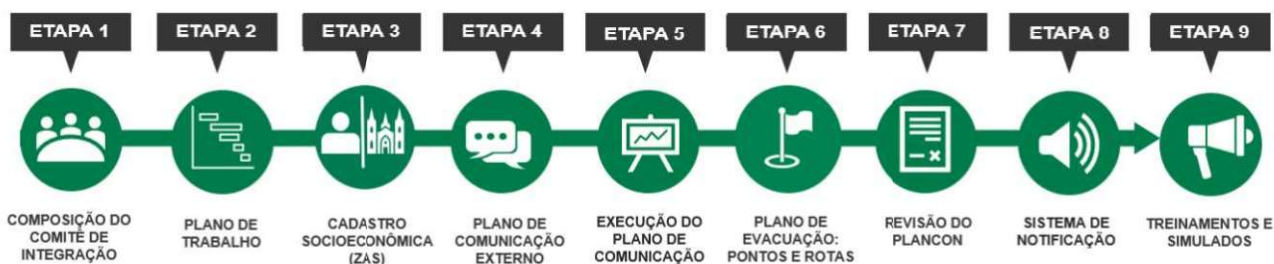 ETAPA 1
ETAPA 2
ETAPA 3
ETAPA 4
ETAPA 5
ETAPA 6
ETAPA 7
ETAPA 8
ETAPA 9
COMPOSIÇÃO DO
COMITÊ DE
INTEGRAÇÃO
PLANO DE
TRABALHO
CADASTRO
SOCIOECONÔMICA
(ZAS)
PLANO DE
COMUNICAÇÃO
EXTERNO
EXECUÇÃO DO
PLANO DE
COMUNICAÇÃO
PLANO DE
EVACUAÇÃO:
PONTOS E ROTAS
REVISÃO DO
PLANCON
SISTEMA DE
NOTIFICAÇÃO
TREINAMENTOS E
SIMULADOS